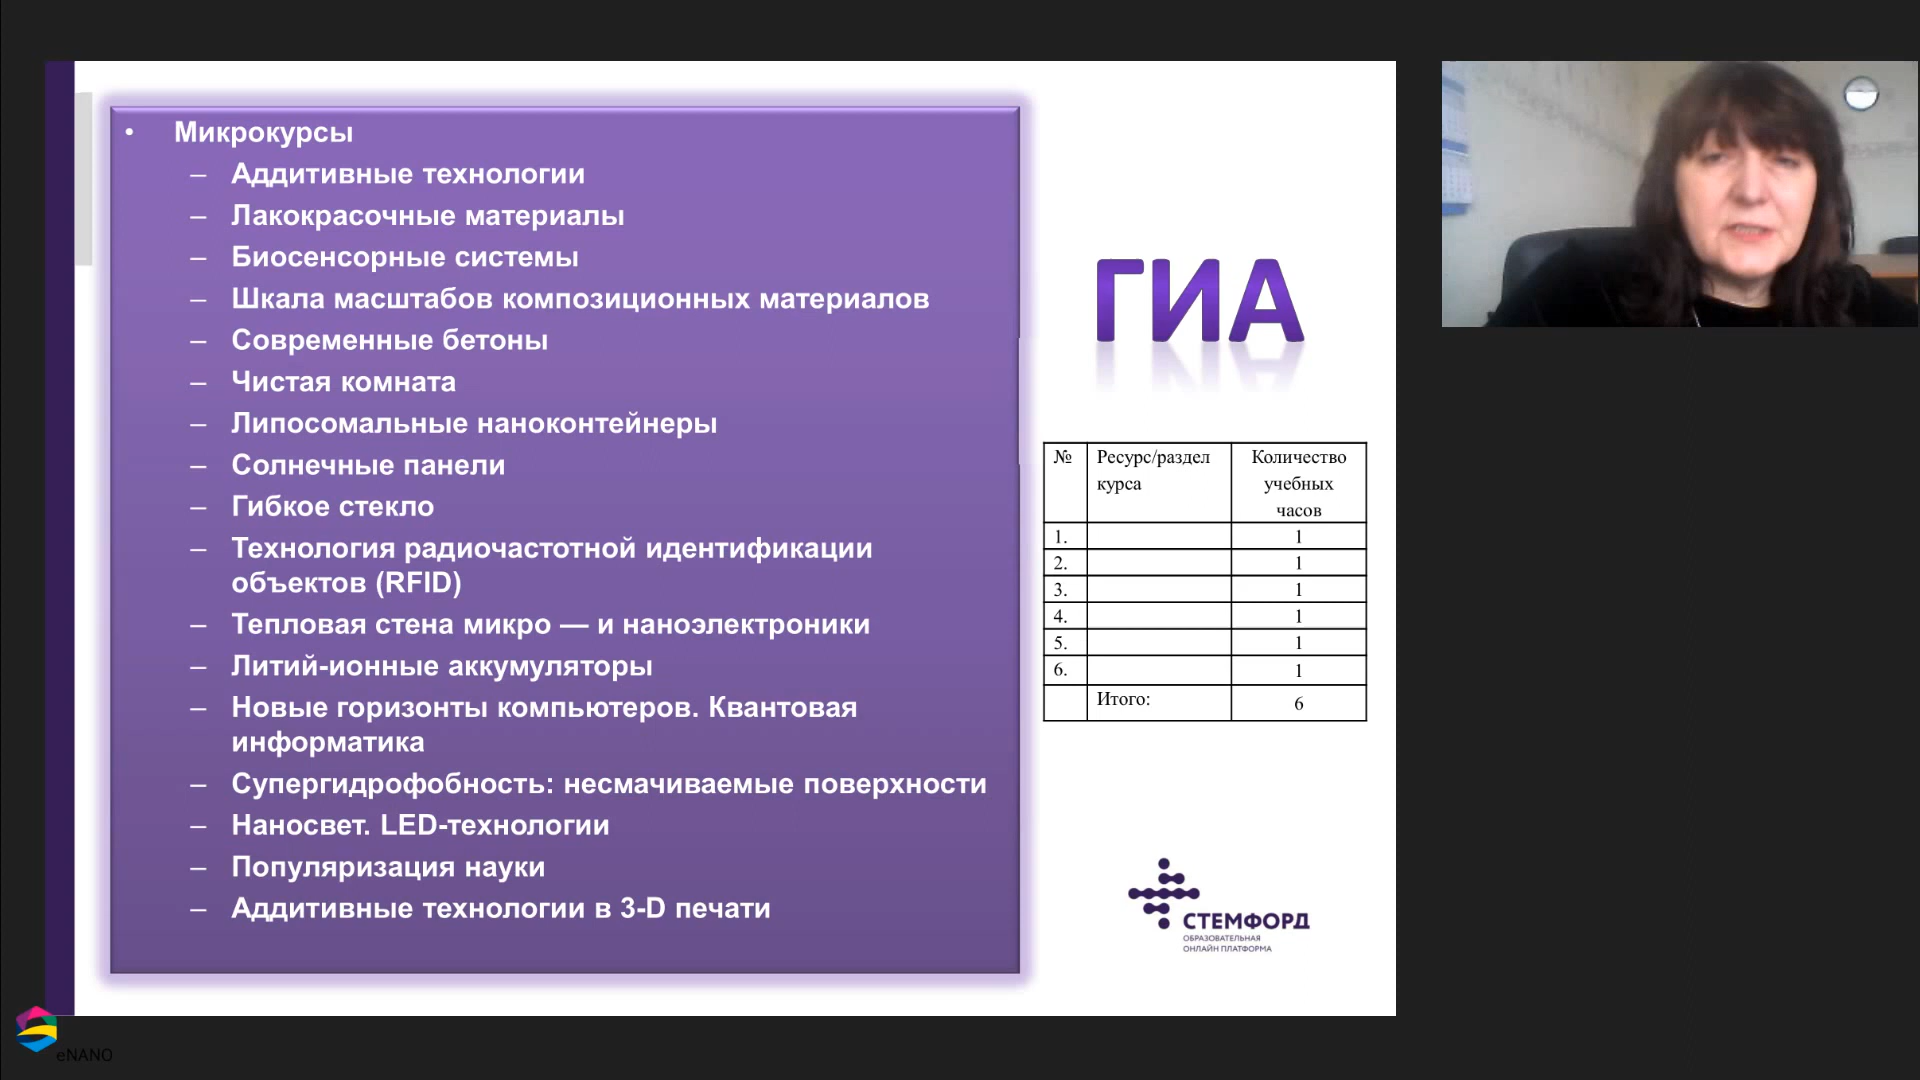 • Микрокурсы
– Аддитивные технологии
– Лакокрасочные материалы
– Биосенсорные системы
– Шкала масштабов композиционных материалов
– Современные бетоны
– Чистая комната
– Липосомальные наноконтейнеры
– Солнечные панели
– Гибкое стекло
– Технология радиочастотной идентификации
объектов (RFID)
– Тепловая стена микро — и наноэлектроники
– Литий-ионные аккумуляторы
– Новые горизонты компьютеров. Квантовая
информатика
– Супергидрофобность: несмачиваемые поверхности
– Наносвет. LED-технологии
– Популяризация науки
– Аддитивные технологии в 3-D печати
ГИА
№ Ресурс/раздел Количество
курса учебных
часов
1. 1
2. 1
3. 1
4. 1
5. 1
6. 1
Итого: 6
СТЕМФОРД
ОБРАЗОВАТЕЛЬНАЯ
ОНЛАЙН ПЛАТФОРМА
eNANO